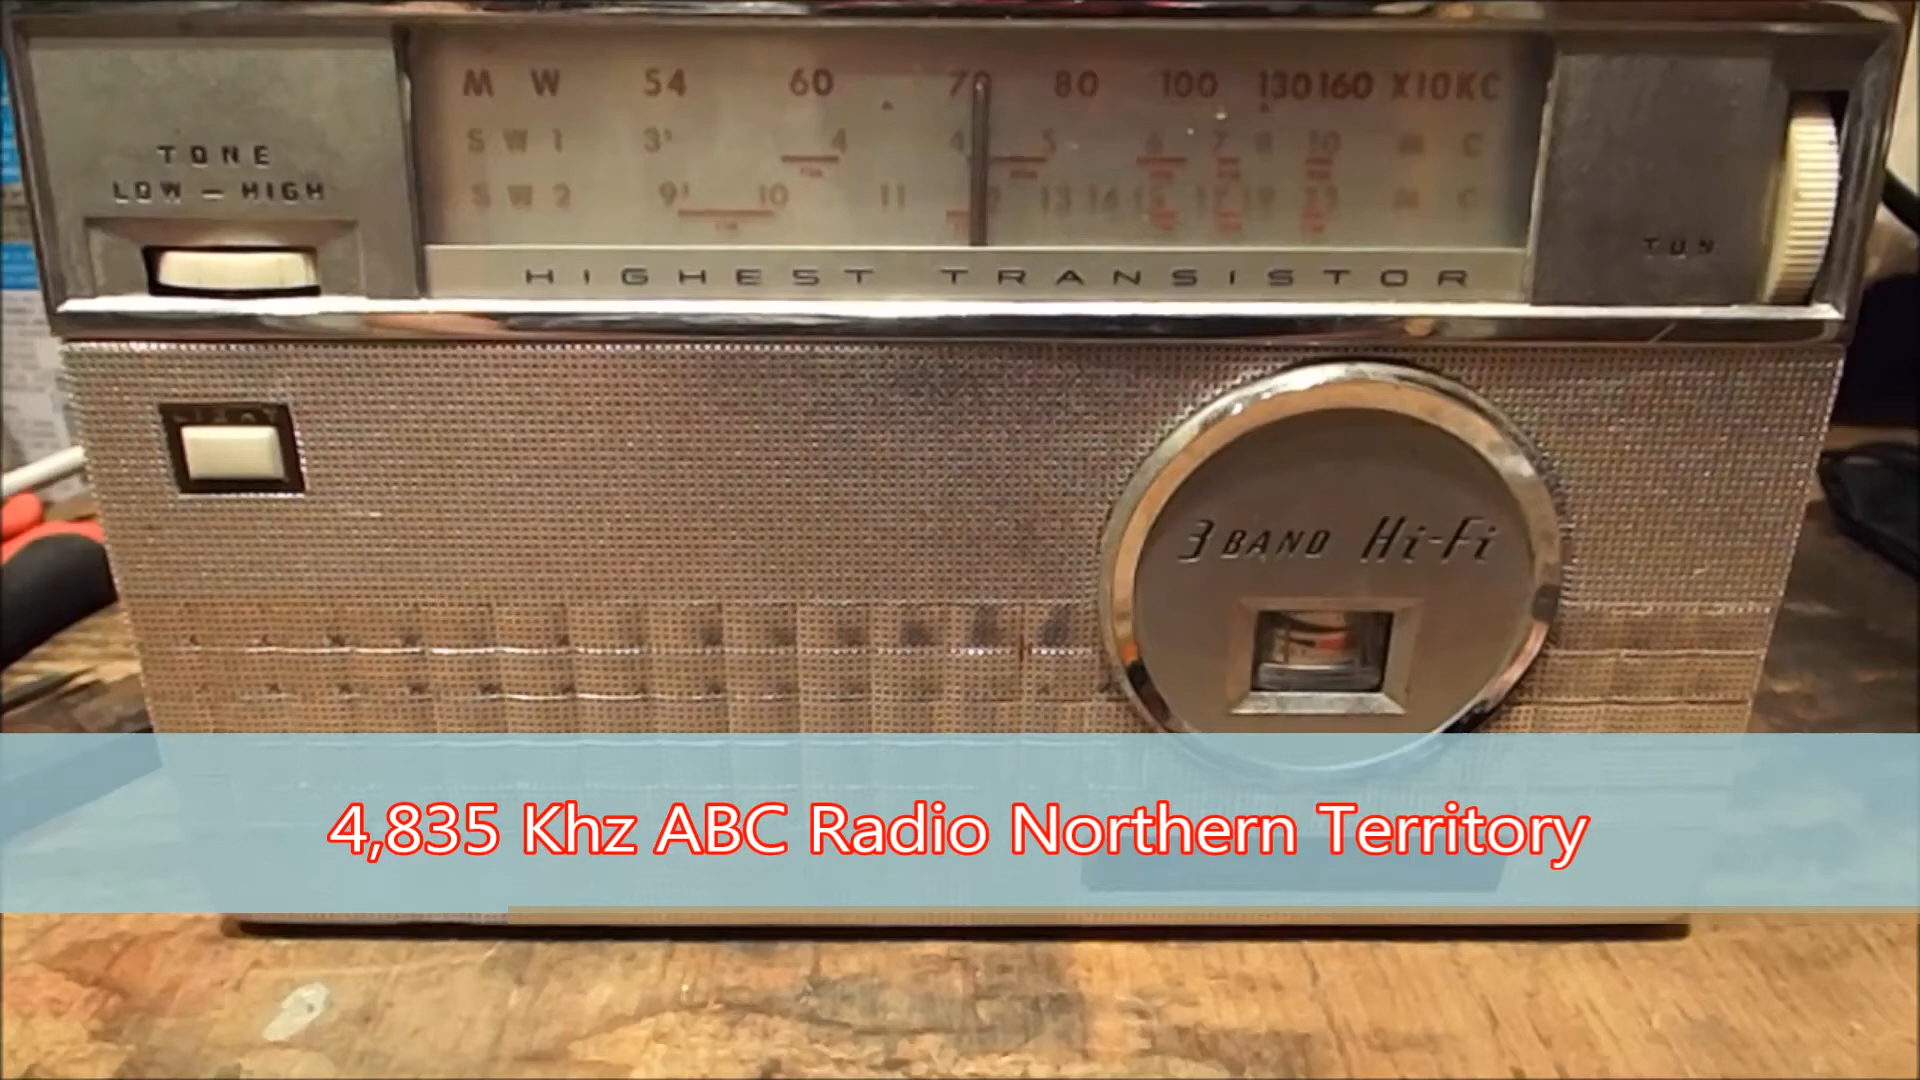 M W 54 60 70 80 100 130 160 X10KC
S W 1 3 4 4 5 6 7 8 10 M C
S W 2 9 10 11 13 14 17 19 M C
TONE
LOW — HIGH
TUN
HIGHEST TRANSISTOR
3 BAND Hi-Fi
4,835 Khz ABC Radio Northern Territory